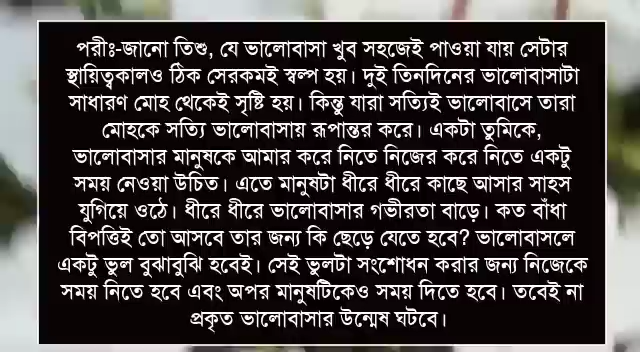 পরীঃ-জানো তিশু, যে ভালোবাসা খুব সহজেই পাওয়া যায় সেটার
স্থায়িত্বকালও ঠিক সেরকমই স্বল্প হয়। দুই তিনদিনের ভালোবাসাটা
সাধারণ মোহ থেকেই সৃষ্টি হয়। কিন্তু যারা সত্যিই ভালোবাসে তারা
মোহকে সত্যি ভালোবাসায় রূপান্তর করে। একটা তুমিকে,
ভালোবাসার মানুষকে আমার করে নিতে নিজের করে নিতে একটু
সময় নেওয়া উচিত। এতে মানুষটা ধীরে ধীরে কাছে আসার সাহস
যুগিয়ে ওঠে। ধীরে ধীরে ভালোবাসার গভীরতা বাড়ে। কত বাঁধা
বিপত্তিই তো আসবে তার জন্য কি ছেড়ে যেতে হবে? ভালোবাসলে
একটু ভুল বুঝাবুঝি হবেই। সেই ভুলটা সংশোধন করার জন্য নিজেকে
সময় নিতে হবে এবং অপর মানুষটিকেও সময় দিতে হবে। তবেই না
প্রকৃত ভালোবাসার উন্মেষ ঘটবে।